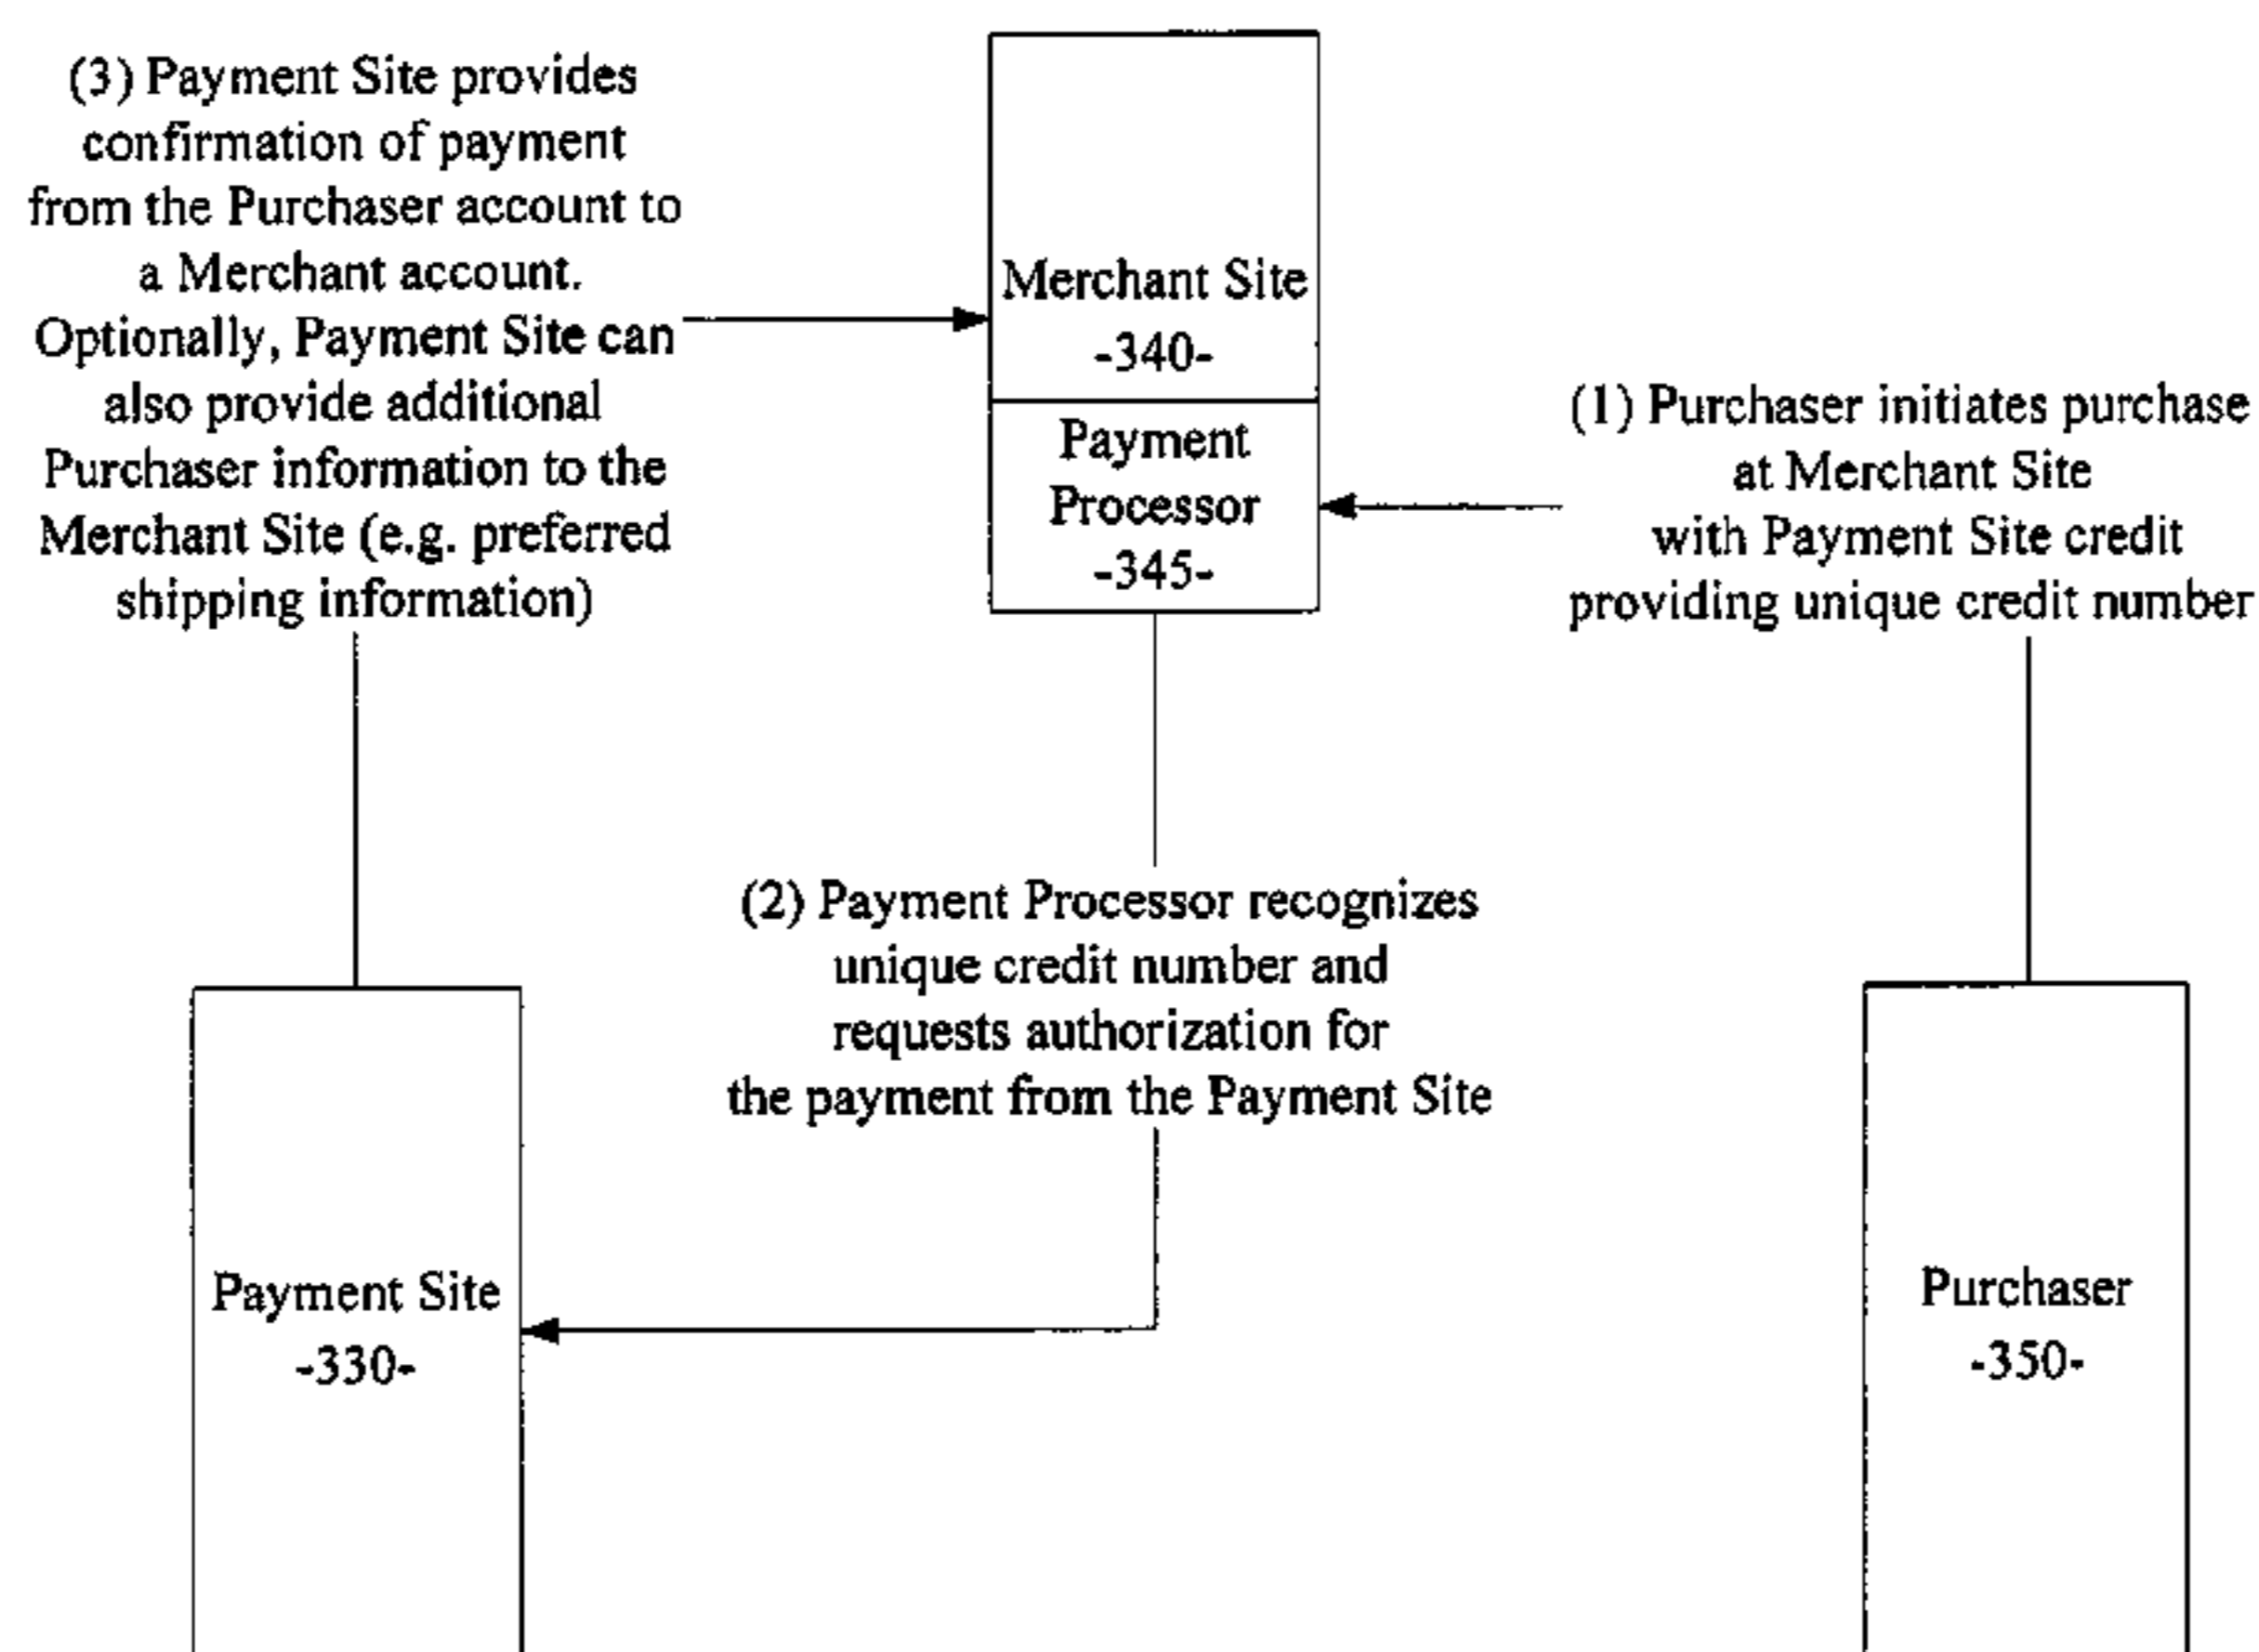 (3) Payment Site provides
confirmation of payment
from the Purchaser account to
a Merchant account.
Optionally, Payment Site can
also provide additional
Purchaser information to the
Merchant Site (e.g. preferred
shipping information)
Merchant Site
-340-
Payment
Processor
-345-
(1) Purchaser initiates purchase
at Merchant Site
with Payment Site credit
providing unique credit number
(2) Payment Processor recognizes
unique credit number and
requests authorization for
the payment from the Payment Site
Payment Site
-330-
Purchaser
-350-